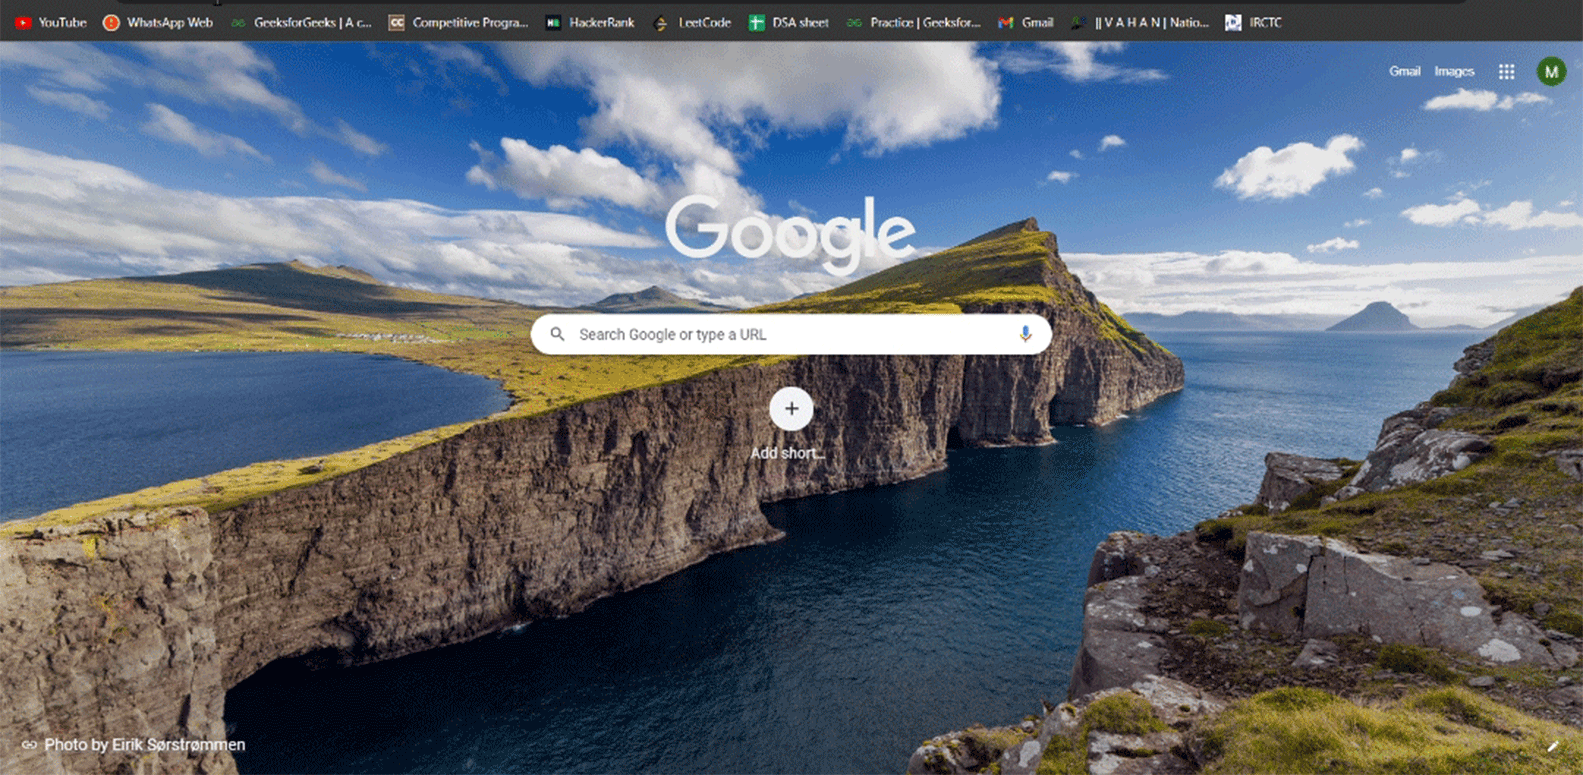 YouTube WhatsApp Web GeeksforGeeks | A c... CC Competitive Progra... HackerRank LeetCode DSA sheet Practice | Geeksfor... Gmail || V A H A N | Natio... IRCTC
Gmail Images M
Google
Search Google or type a URL
Add short...
Photo by Eirik Sørstrømmen